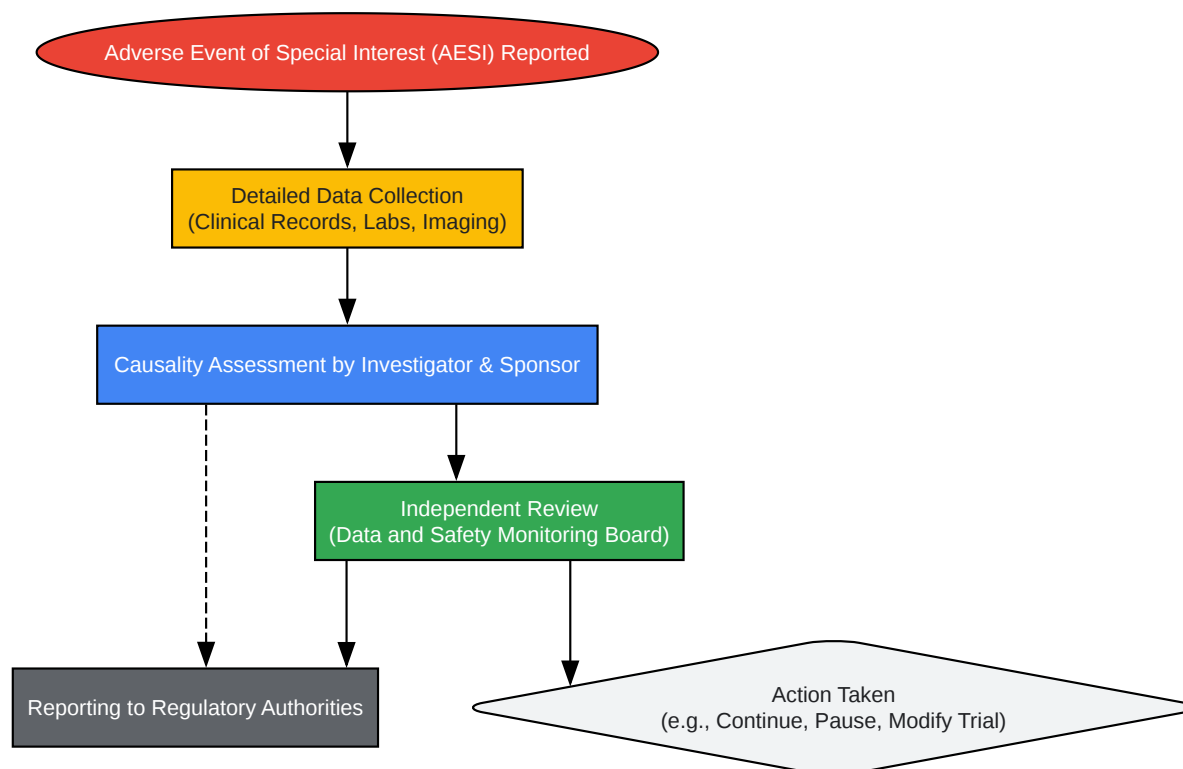 Adverse Event of Special Interest (AESI) Reported
Detailed Data Collection
(Clinical Records, Labs, Imaging)
Causality Assessment by Investigator & Sponsor
Independent Review
(Data and Safety Monitoring Board)
Reporting to Regulatory Authorities
Action Taken
(e.g., Continue, Pause, Modify Trial)